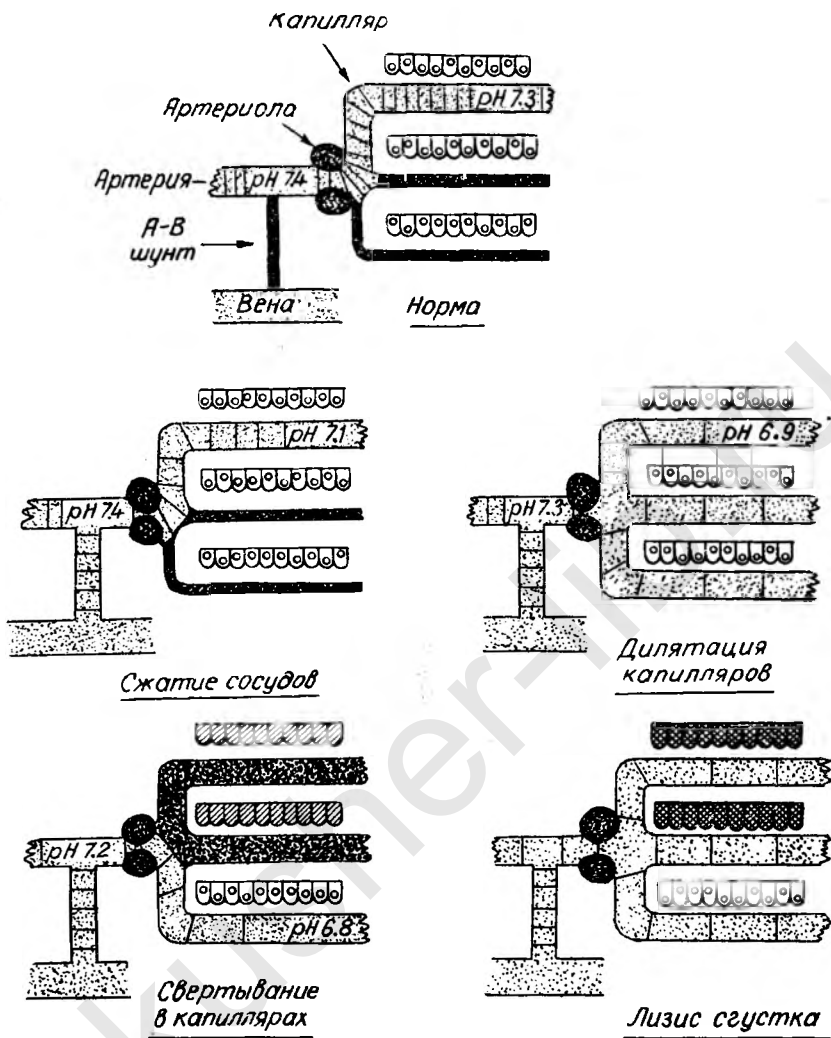 Капилляр
pH 7.3
Артериола
Артерия
pH 7.4
А-В
шунт
Вена
Норма
pH 7.1
pH 7.4
Сжатие сосудов
pH 6.9
pH 7.3
Дилятация
капилляров
pH 7.2
pH 6.8
Свертывание
в капиллярах
Лизис сгустка